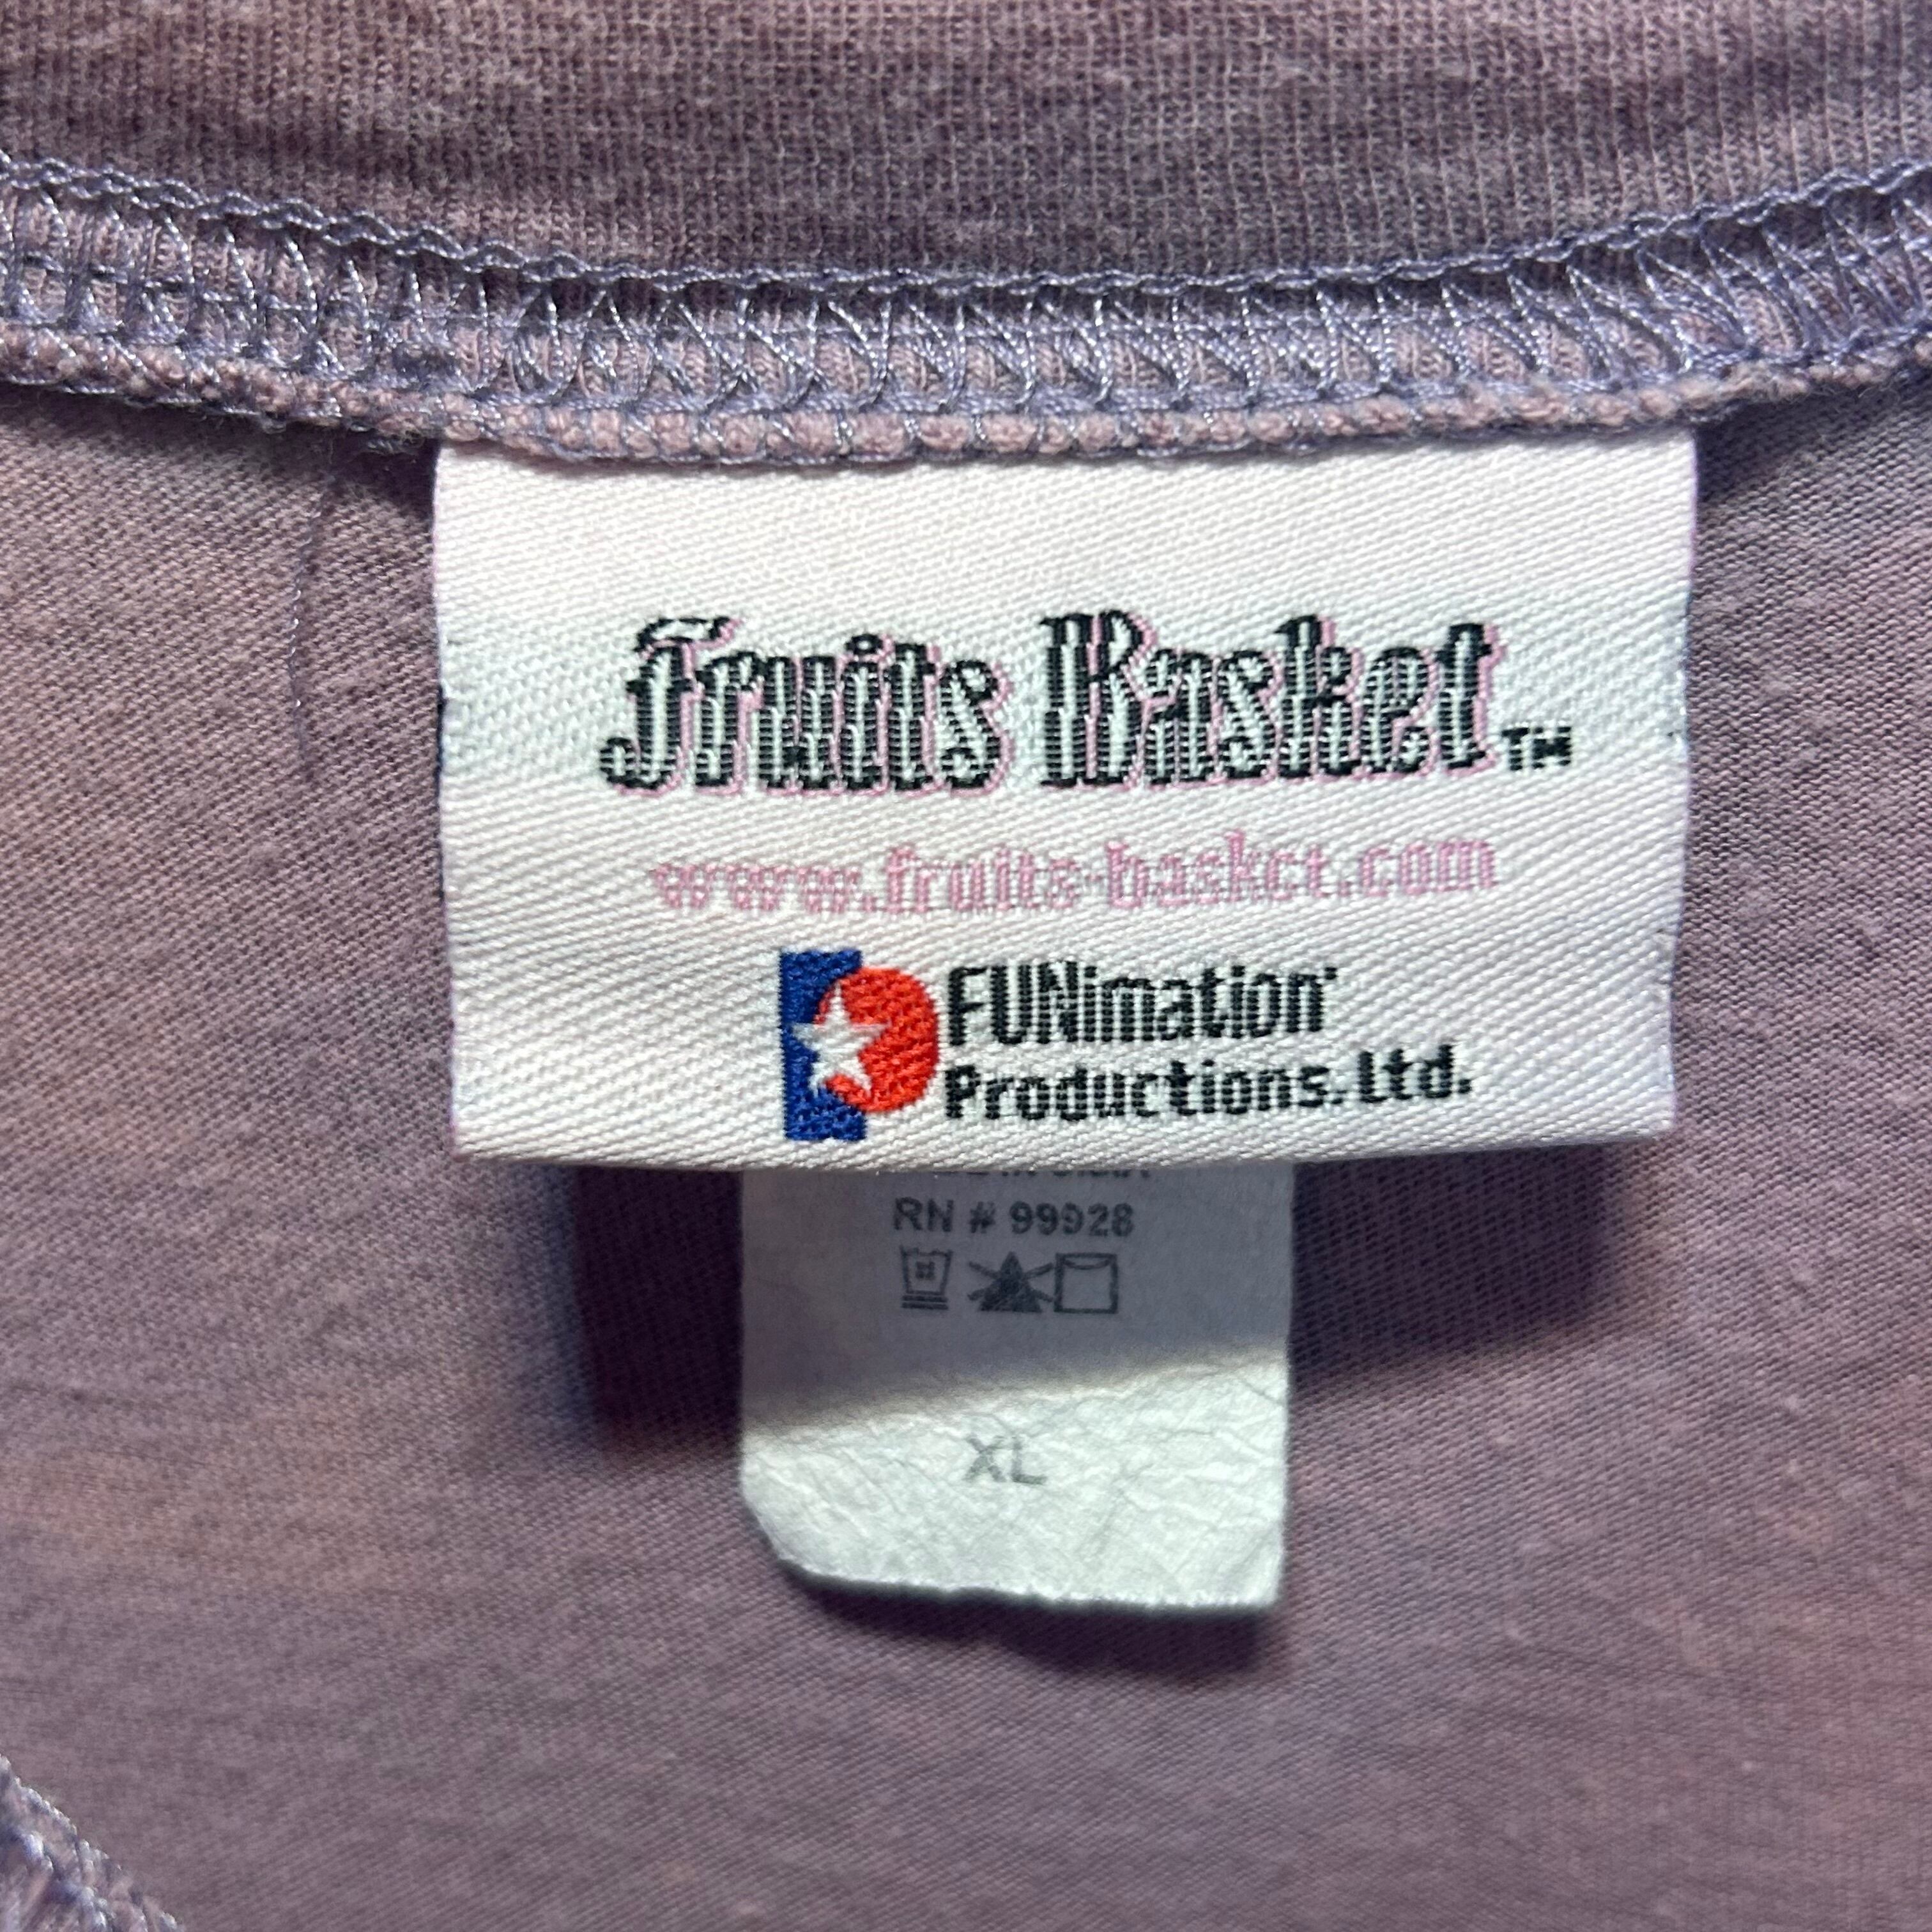 Fruits Basket™
www.fruits-basket.com
FUNimation
Productions, Ltd.
RN # 99928
XL